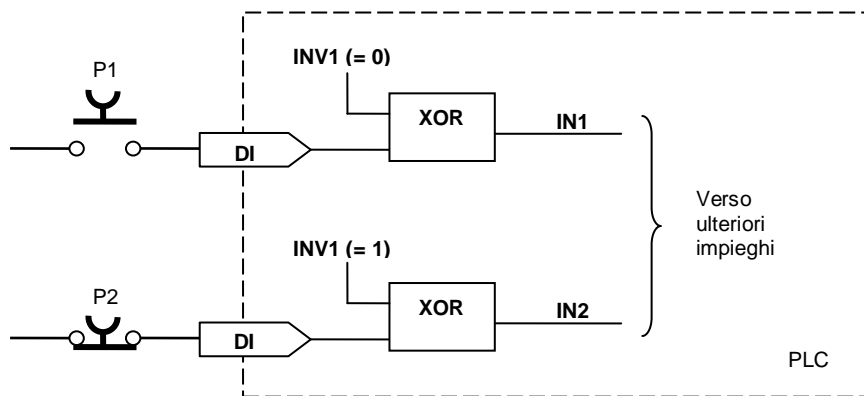 INV1 (= 0)
P1
XOR
IN1
DI
Verso
ulteriori
impieghi
INV1 (= 1)
P2
XOR
IN2
DI
PLC